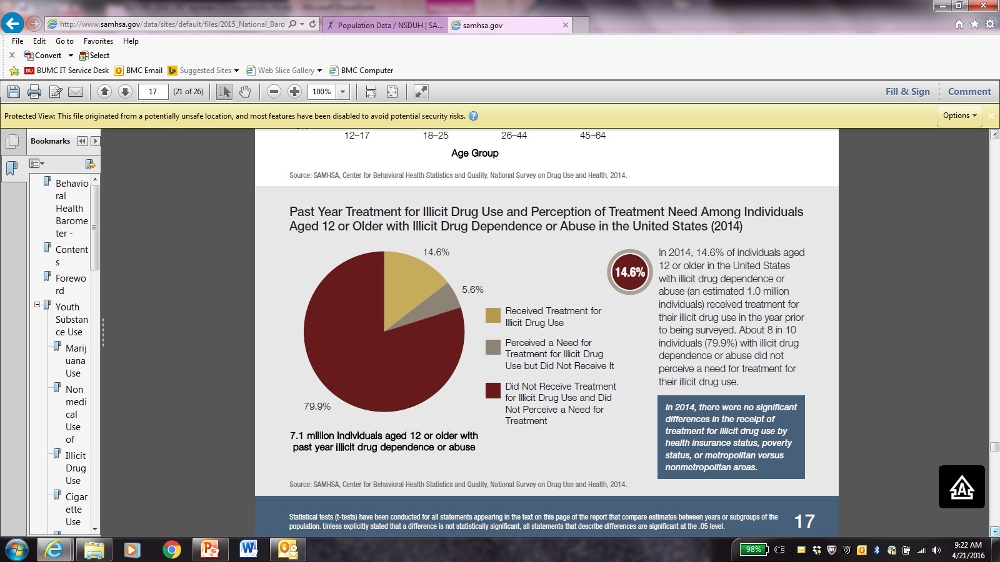 http://www.samhsa.gov/data/sites/default/files/2015_National_Baro
Population Data / NSDUH | SA...
samhsa.gov
File Edit Go to Favorites Help
Convert Select
BUMC IT Service Desk BMC Email Suggested Sites Web Slice Gallery BMC Computer
17 (21 of 26) 100% Fill & Sign Comment
Protected View: This file originated from a potentially unsafe location, and most features have been disabled to avoid potential security risks. Options
Bookmarks
Behavio
ral
Health
Barome
ter -
Content
s
Forewo
rd
Youth
Substan
ce Use
Marij
uana
Use
Non
medi
cal
Use
of
Illicit
Drug
Use
Cigar
ette
Use
12–17 18–25 26–44 45–64
Age Group
Source: SAMHSA, Center for Behavioral Health Statistics and Quality, National Survey on Drug Use and Health, 2014.
Past Year Treatment for Illicit Drug Use and Perception of Treatment Need Among Individuals
Aged 12 or Older with Illicit Drug Dependence or Abuse in the United States (2014)
14.6%
5.6%
79.9%
Received Treatment for
Illicit Drug Use
Perceived a Need for
Treatment for Illicit Drug
Use but Did Not Receive It
Did Not Receive Treatment
for Illicit Drug Use and Did
Not Perceive a Need for
Treatment
7.1 million individuals aged 12 or older with
past year illicit drug dependence or abuse
14.6%
In 2014, 14.6% of individuals aged
12 or older in the United States
with illicit drug dependence or
abuse (an estimated 1.0 million
individuals) received treatment for
their illicit drug use in the year prior
to being surveyed. About 8 in 10
individuals (79.9%) with illicit drug
dependence or abuse did not
perceive a need for treatment for
their illicit drug use.
In 2014, there were no significant
differences in the receipt of
treatment for illicit drug use by
health insurance status, poverty
status, or metropolitan versus
nonmetropolitan areas.
Source: SAMHSA, Center for Behavioral Health Statistics and Quality, National Survey on Drug Use and Health, 2014.
Statistical tests (t-tests) have been conducted for all statements appearing in the text on this page of the report that compare estimates between years or subgroups of the
population. Unless explicitly stated that a difference is not statistically significant, all statements that describe differences are significant at the .05 level.
17
98%
9:22 AM
4/21/2016